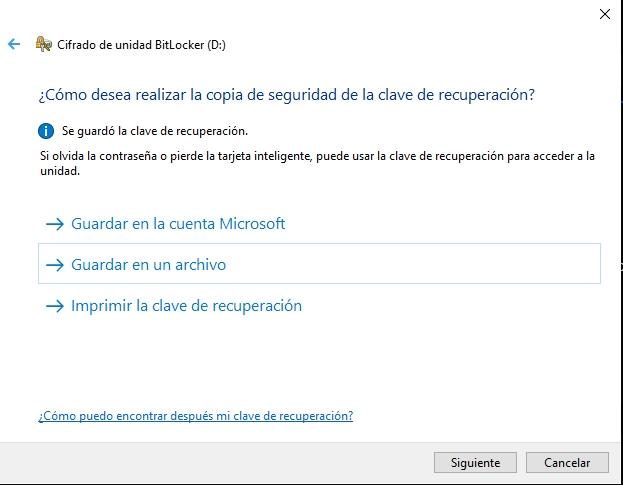 Cifrado de unidad BitLocker (D:)
¿Cómo desea realizar la copia de seguridad de la clave de recuperación?
Se guardó la clave de recuperación.
Si olvida la contraseña o pierde la tarjeta inteligente, puede usar la clave de recuperación para acceder a la
unidad.
Guardar en la cuenta Microsoft
Guardar en un archivo
Imprimir la clave de recuperación
¿Cómo puedo encontrar después mi clave de recuperación?
Siguiente
Cancelar